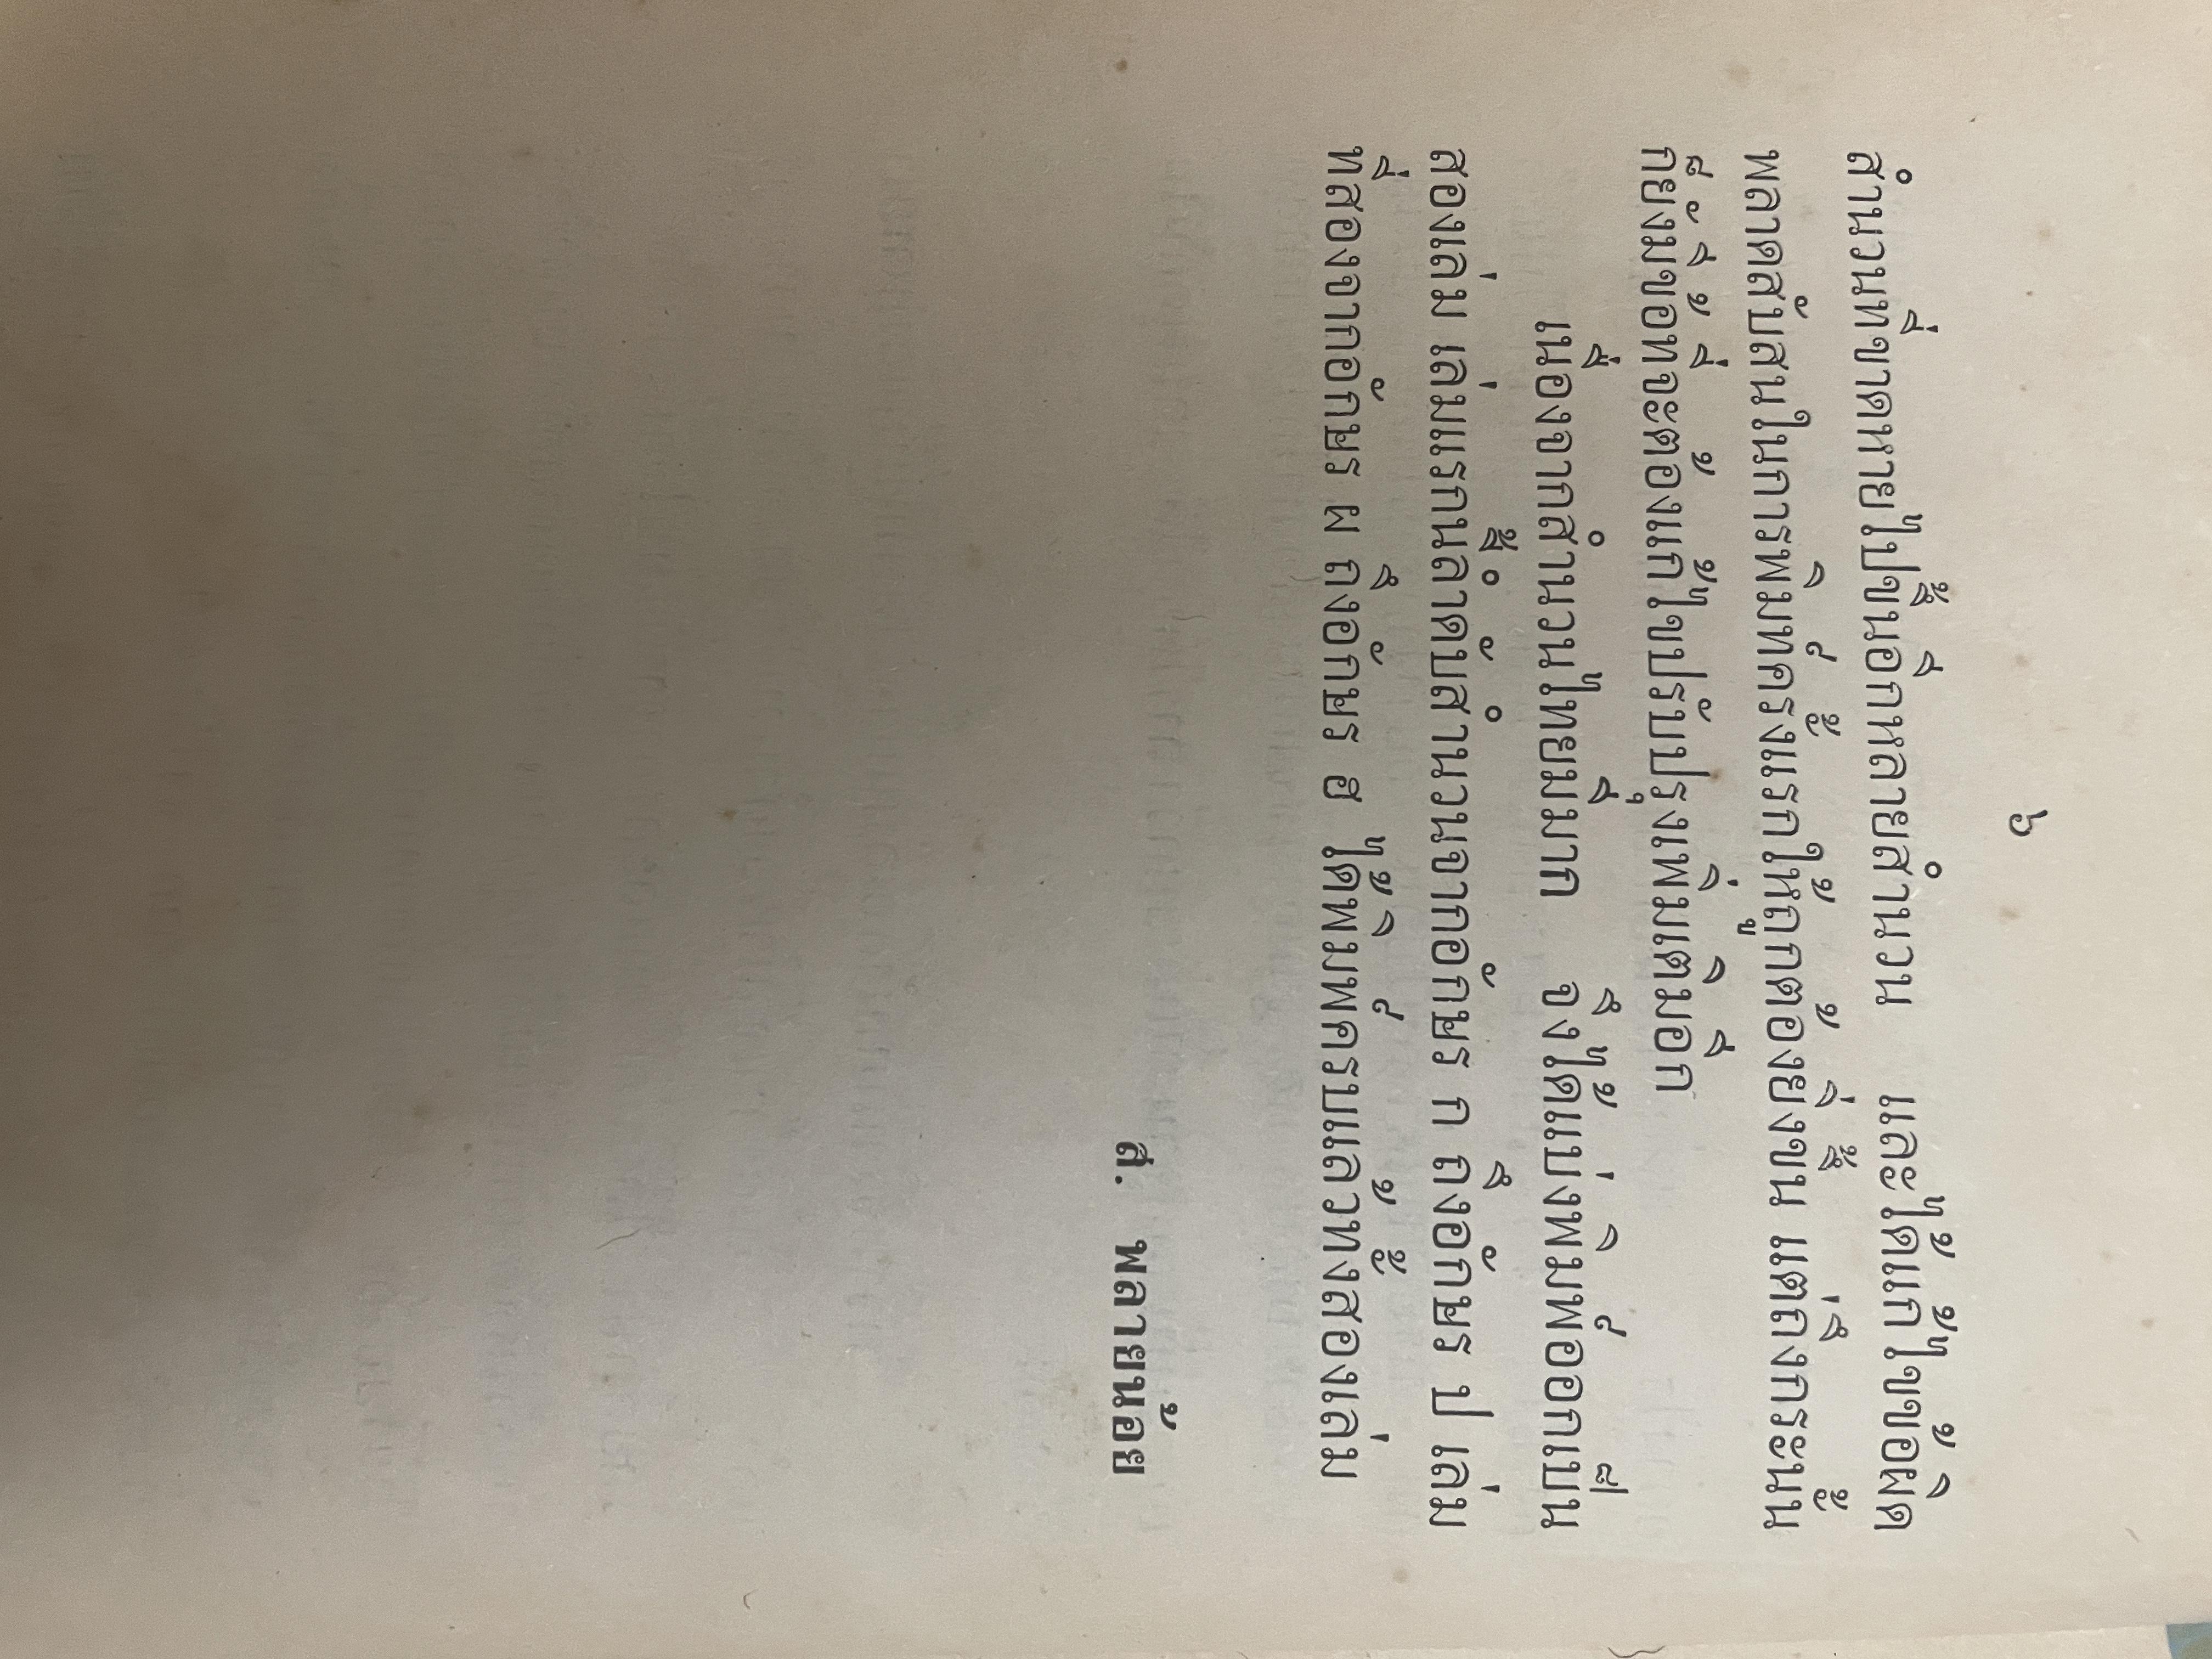 ๖
สำนวนที่ขาดหายไปขึ้นอีกหลายสำนวน และได้แก้ไขข้อผิด
พลาดสับสนในการพิมพ์ครั้งแรกให้ถูกต้องยิ่งขึ้น แต่ถึงกระนั้น
ก็ยังมีข้อที่จะต้องแก้ไขปรับปรุงเพิ่มเติมอีก
เนื่องจากสำนวนไทยมีมาก จึงได้แบ่งพิมพ์ออกเป็น
สองเล่ม เล่มแรกนี้ลำดับสำนวนจากอักษร ก ถึงอักษร ป เล่ม
ที่สองจากอักษร ผ ถึงอักษร ฮ ได้พิมพ์ครบแล้วทั้งสองเล่ม
ส. พลายน้อย